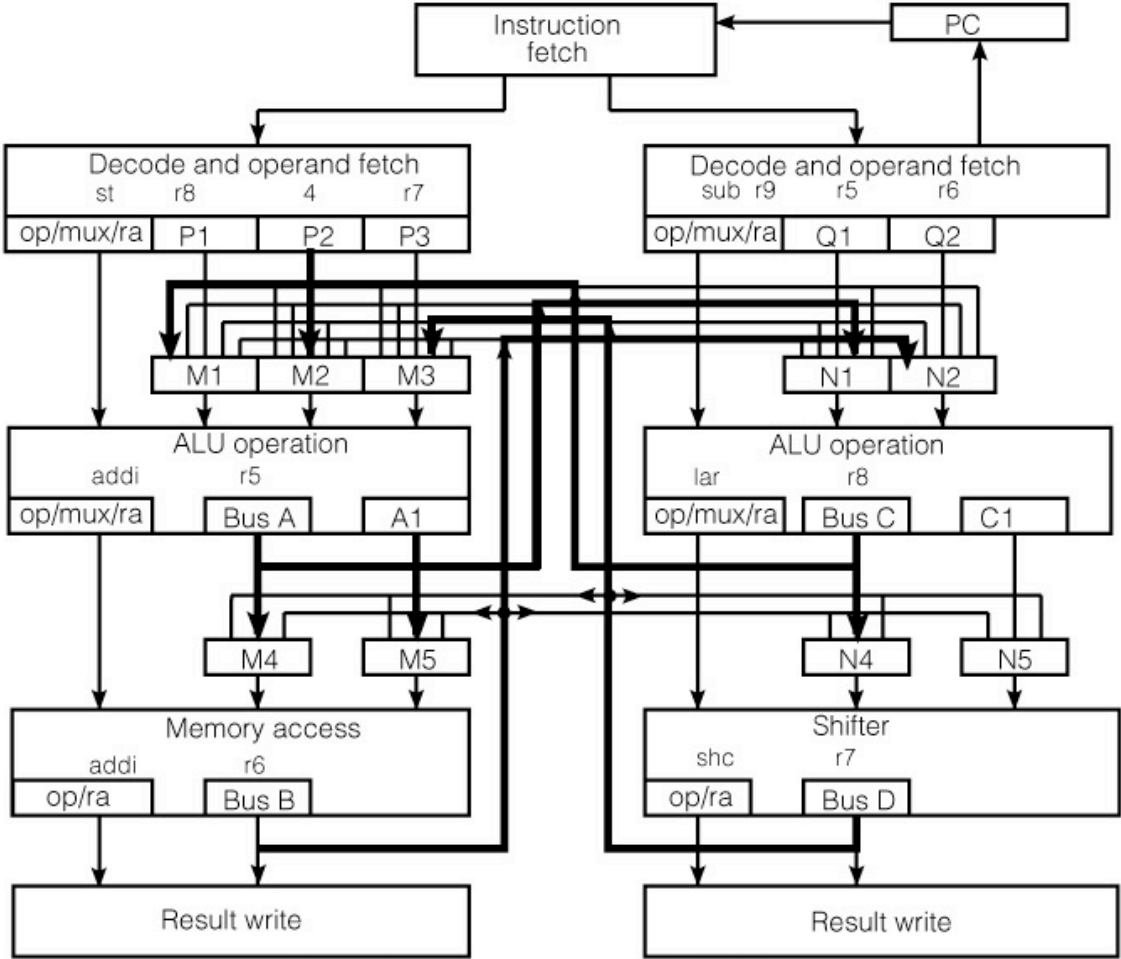 Instruction
fetch
PC
Decode and operand fetch
st r8 4 r7
op/mux/ra P1 P2 P3
Decode and operand fetch
sub r9 r5 r6
op/mux/ra Q1 Q2
M1 M2 M3
N1 N2
ALU operation
addi r5
op/mux/ra Bus A A1
ALU operation
lar r8
op/mux/ra Bus C C1
M4 M5
N4 N5
Memory access
addi r6
op/ra Bus B
Shifter
shc r7
op/ra Bus D
Result write
Result write